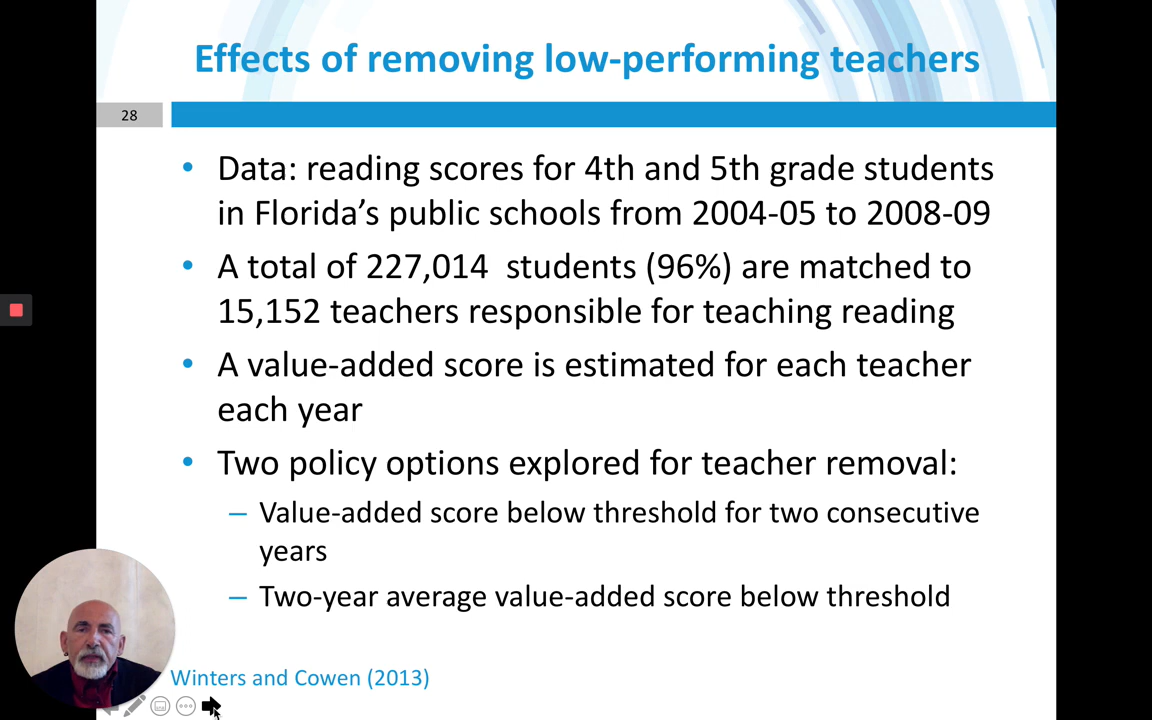 Effects of removing low-performing teachers
28
• Data: reading scores for 4th and 5th grade students
in Florida’s public schools from 2004-05 to 2008-09
• A total of 227,014 students (96%) are matched to
15,152 teachers responsible for teaching reading
• A value-added score is estimated for each teacher
each year
• Two policy options explored for teacher removal:
– Value-added score below threshold for two consecutive
years
– Two-year average value-added score below threshold
Winters and Cowen (2013)